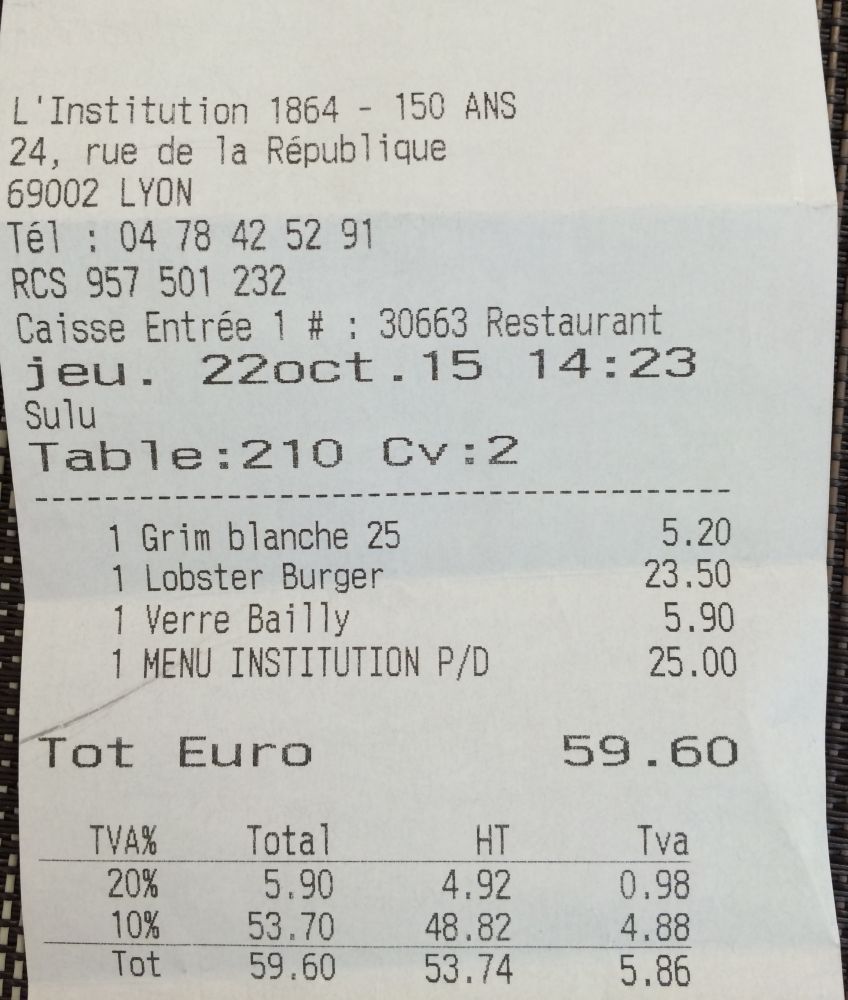 L'Institution 1864 - 150 ANS
24, rue de la République
69002 LYON
Tél : 04 78 42 52 91
RCS 957 501 232
Caisse Entrée 1 # : 30663 Restaurant
jeu. 22oct.15 14:23
Sulu
Table:210 Cv:2
------------------------------------------------
1 Grim blanche 25 5.20
1 Lobster Burger 23.50
1 Verre Bailly 5.90
1 MENU INSTITUTION P/D 25.00
Tot Euro 59.60
TVA% Total HT Tva
20% 5.90 4.92 0.98
10% 53.70 48.82 4.88
Tot 59.60 53.74 5.86